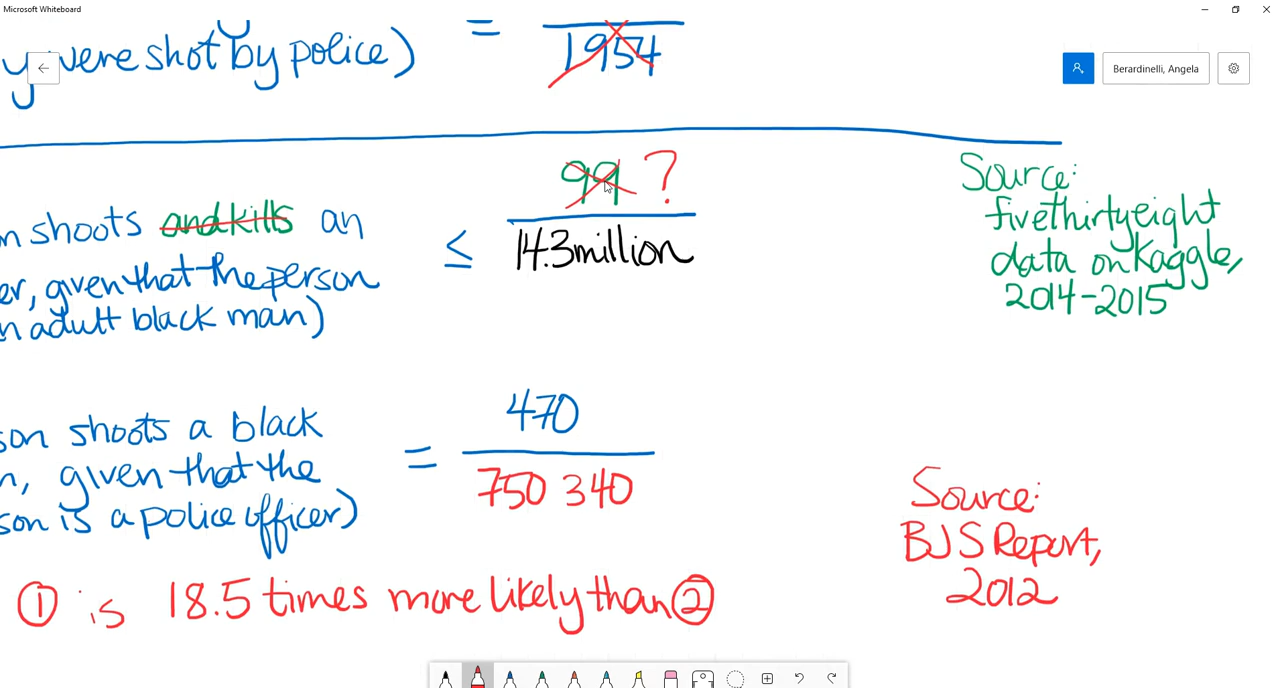 Microsoft Whiteboard
y were shot by police)
=
1954
Berardinelli, Angela
n shoots and kills an
er, given that the person
n adult black man)
≤
99 ?
14.3million
Source:
fivethirtyeight
data on Kaggle,
2014-2015
son shoots a black
n, given that the
son is a police officer)
=
470
750 340
Source:
BJS Report,
2012
① is 18.5 times more likely than ②